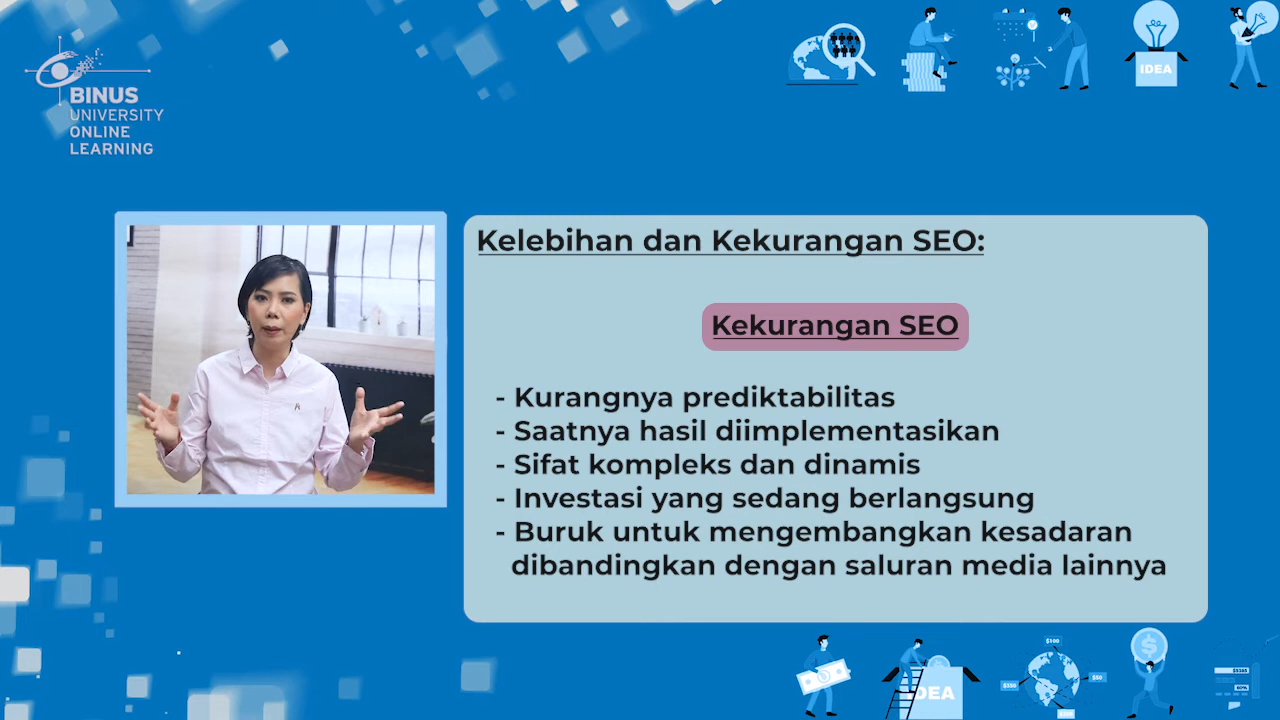 BINUS
UNIVERSITY
ONLINE
LEARNING
IDEA
Kelebihan dan Kekurangan SEO:
Kekurangan SEO
- Kurangnya prediktabilitas
- Saatnya hasil diimplementasikan
- Sifat kompleks dan dinamis
- Investasi yang sedang berlangsung
- Buruk untuk mengembangkan kesadaran
dibandingkan dengan saluran media lainnya
$100
IDEA